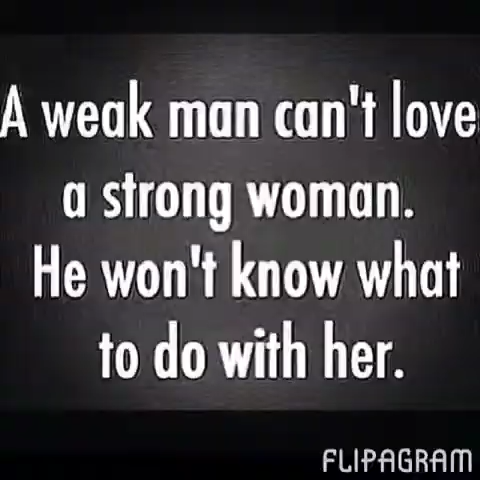 A weak man can't love
a strong woman.
He won't know what
to do with her.
FLIPAGRAM